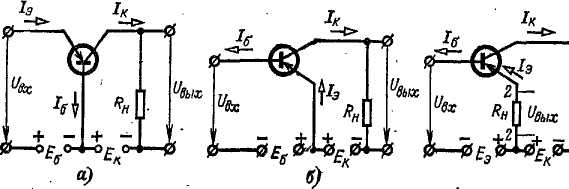 Iэ Iк Iб Iк Iб Iк
Uвх Iб Rн Uвых Uвх Iэ Rн Uвых Uвх Iэ 2 Rн Uвых 2
+ − + − − + + − − + + −
Eб Eк Eб Eк Eэ Eк
а) б)